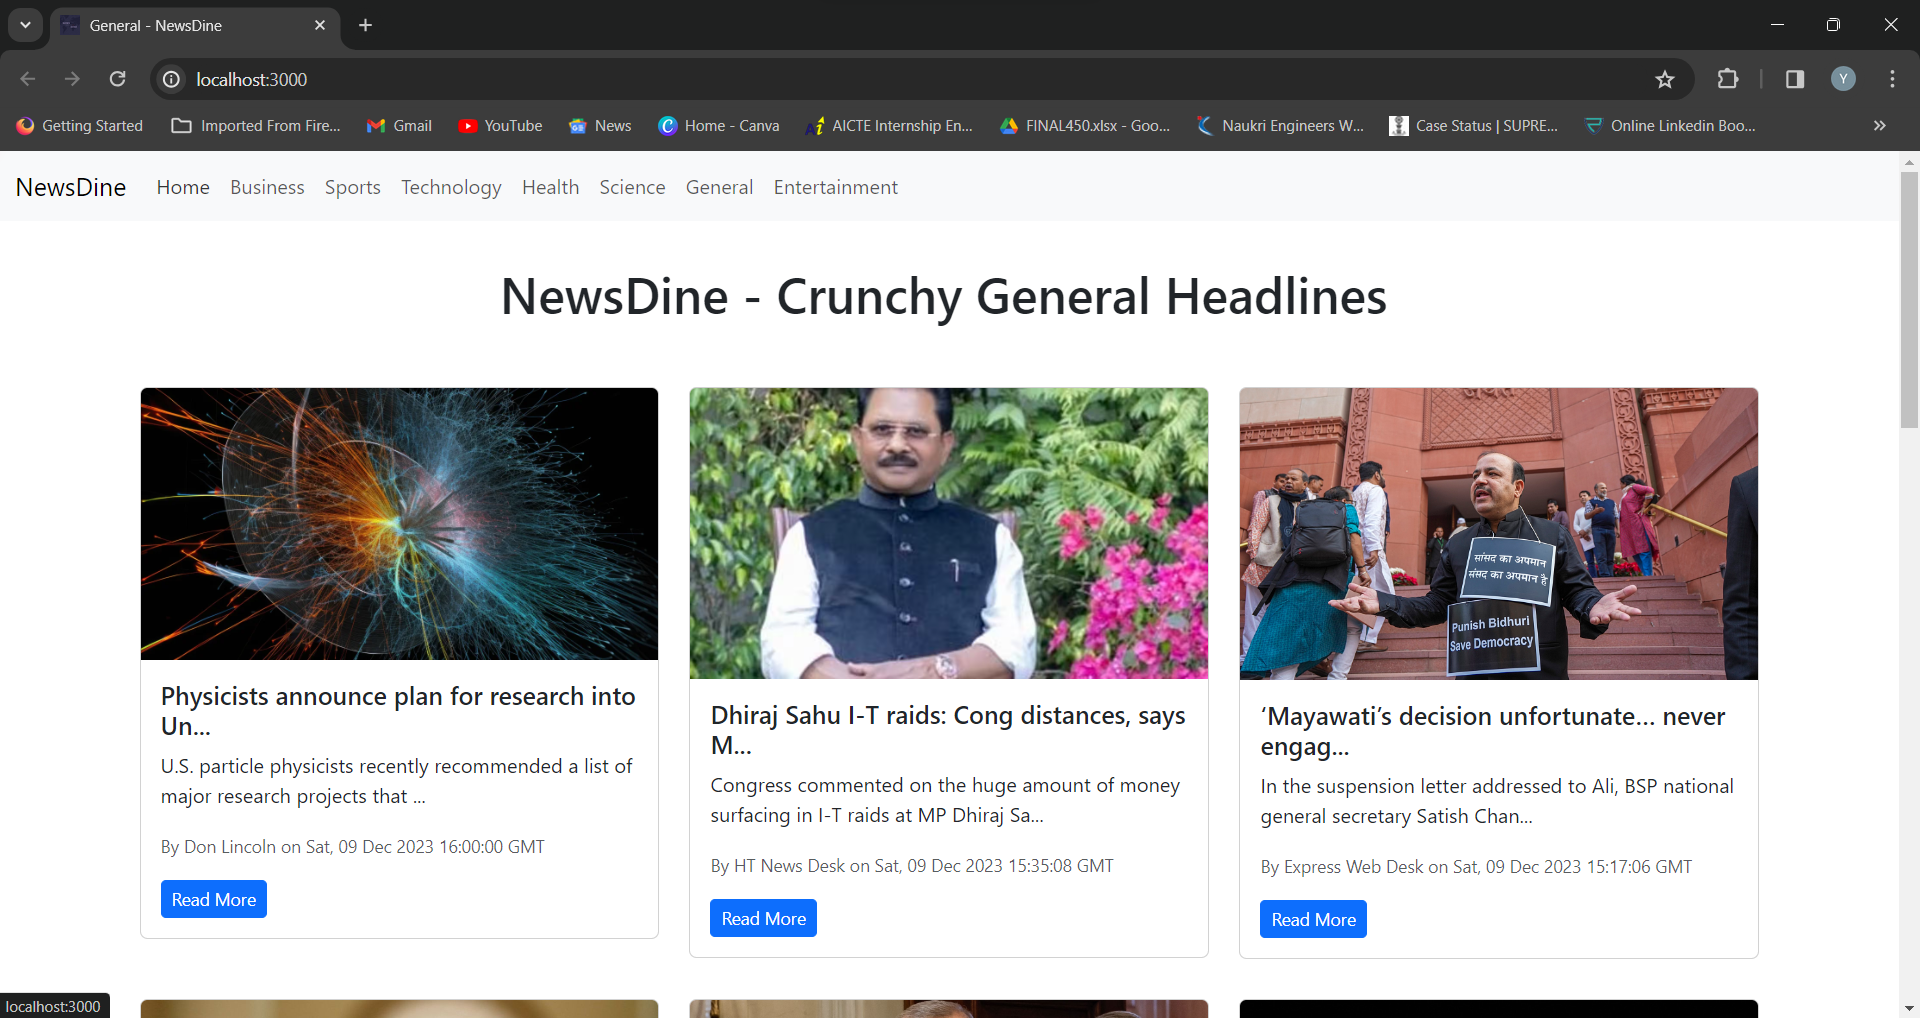 General - NewsDine
localhost:3000
Y
Getting Started
Imported From Fire...
Gmail
YouTube
News
Home - Canva
AICTE Internship En...
FINAL450.xlsx - Goo...
Naukri Engineers W...
Case Status | SUPRE...
Online Linkedin Boo...
NewsDine Home Business Sports Technology Health Science General Entertainment
NewsDine - Crunchy General Headlines
Physicists announce plan for research into
Un...
U.S. particle physicists recently recommended a list of
major research projects that ...
By Don Lincoln on Sat, 09 Dec 2023 16:00:00 GMT
Read More
Dhiraj Sahu I-T raids: Cong distances, says
M...
Congress commented on the huge amount of money
surfacing in I-T raids at MP Dhiraj Sa...
By HT News Desk on Sat, 09 Dec 2023 15:35:08 GMT
Read More
सांसद का अपमान
संसद का अपमान है
Punish Bidhuri
Save Democracy
‘Mayawati’s decision unfortunate… never
engag...
In the suspension letter addressed to Ali, BSP national
general secretary Satish Chan...
By Express Web Desk on Sat, 09 Dec 2023 15:17:06 GMT
Read More
localhost:3000